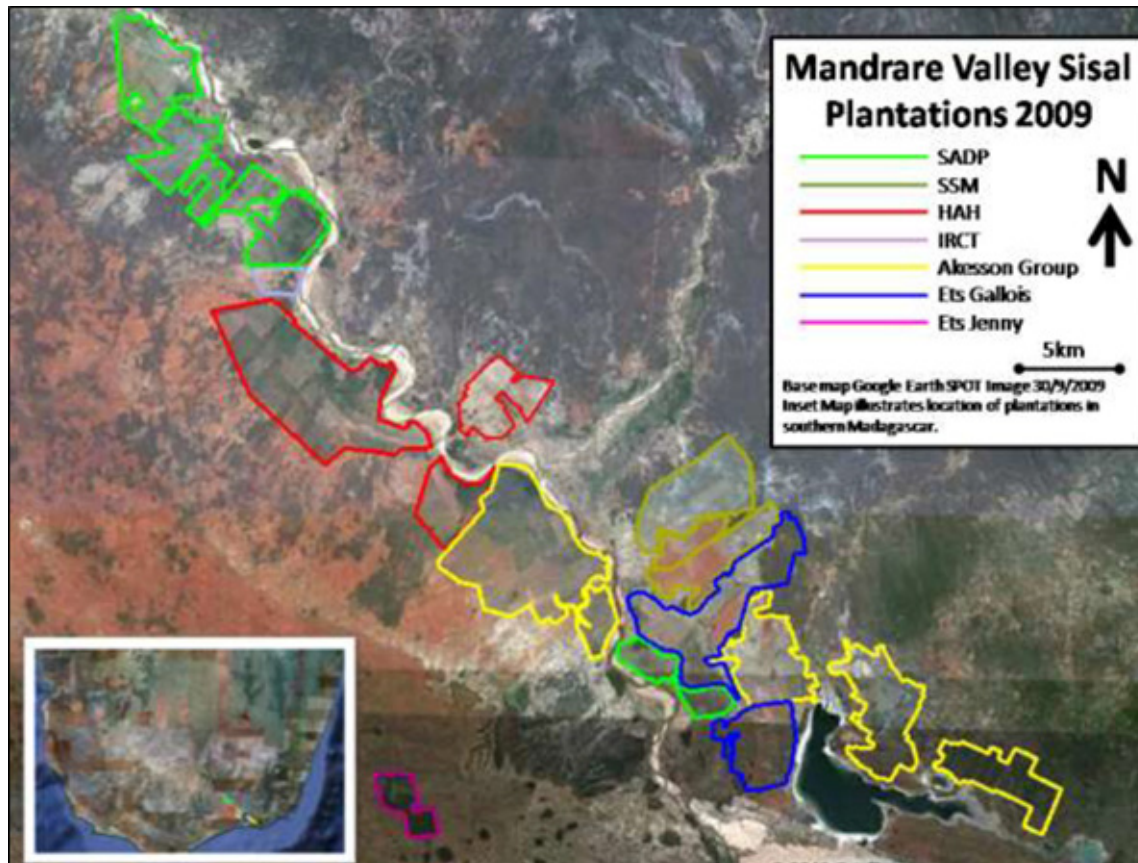 Mandrare Valley Sisal
Plantations 2009
SADP
SSM
HAH
IRCT
Akesson Group
Ets Gallois
Ets Jenny
N
5km
Base map Google Earth SPOT Image 30/9/2009
Inset Map illustrates location of plantations in
southern Madagascar.